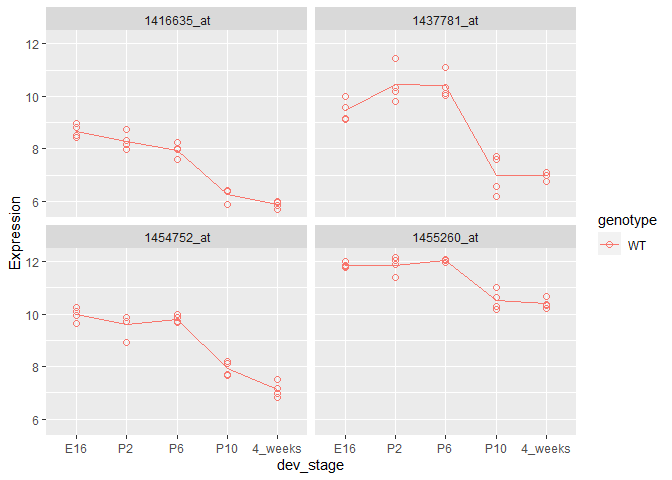 1416635_at
1437781_at
12
10
8
6
1454752_at
1455260_at
12
10
8
6
E16 P2 P6 P10 4_weeks
E16 P2 P6 P10 4_weeks
dev_stage
Expression
genotype
WT